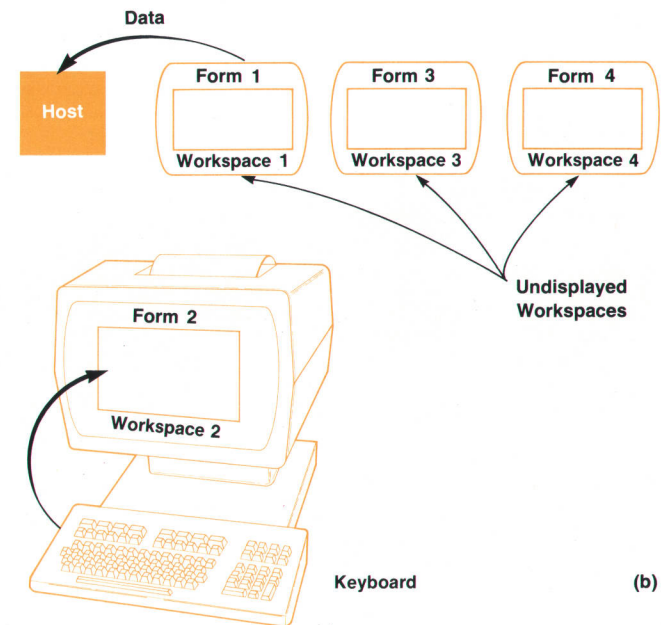 Data
Host
Form 1
Workspace 1
Form 3
Workspace 3
Form 4
Workspace 4
Undisplayed
Workspaces
Form 2
Workspace 2
Keyboard
(b)